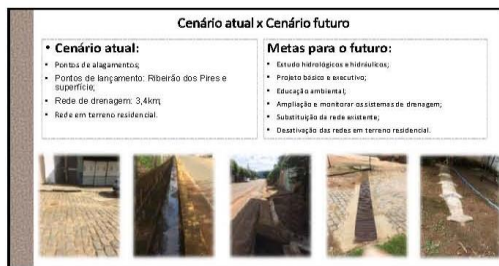 Cenário atual x Cenário futuro
• Cenário atual:
• Pontos de alagamentos;
• Pontos de lançamento: Ribeirão dos Pires e
superfície;
• Rede de drenagem: 3,4km;
• Rede em terreno residencial.
Metas para o futuro:
• Estudo hidrológicos e hidráulicos;
• Projeto básico e executivo;
• Educação ambiental;
• Ampliação e monitorar os sistemas de drenagem;
• Substituição da rede existente;
• Desativação das redes em terreno residencial.